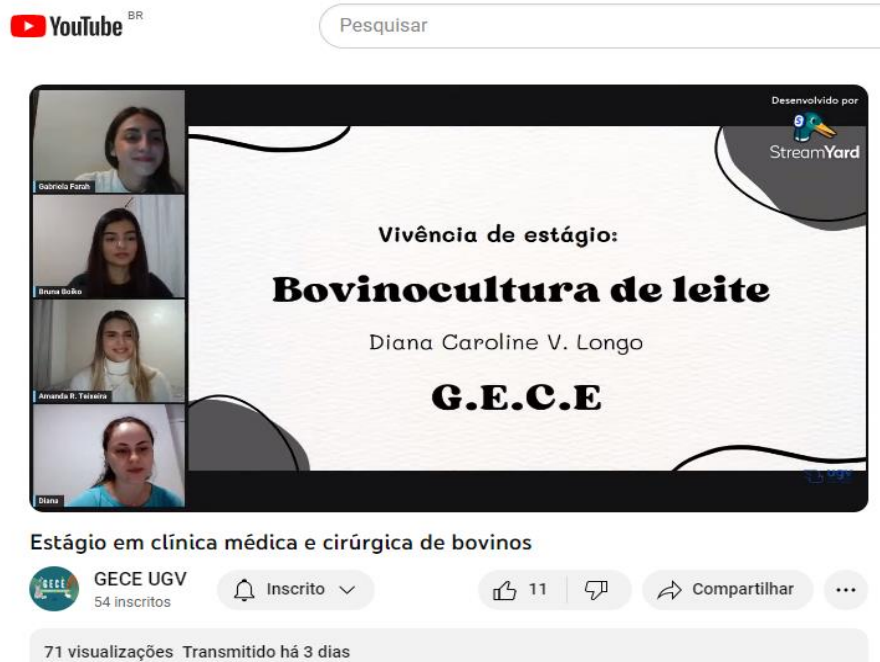 YouTube BR
Pesquisar
Desenvolvido por
StreamYard
Gabriela Farah
Bruna Boiko
Amanda R. Teixeira
Diana
Vivência de estágio:
Bovinocultura de leite
Diana Caroline V. Longo
G.E.C.E
ugv
Estágio em clínica médica e cirúrgica de bovinos
GECE
GECE UGV
54 inscritos
Inscrito
11
Compartilhar
71 visualizações Transmitido há 3 dias